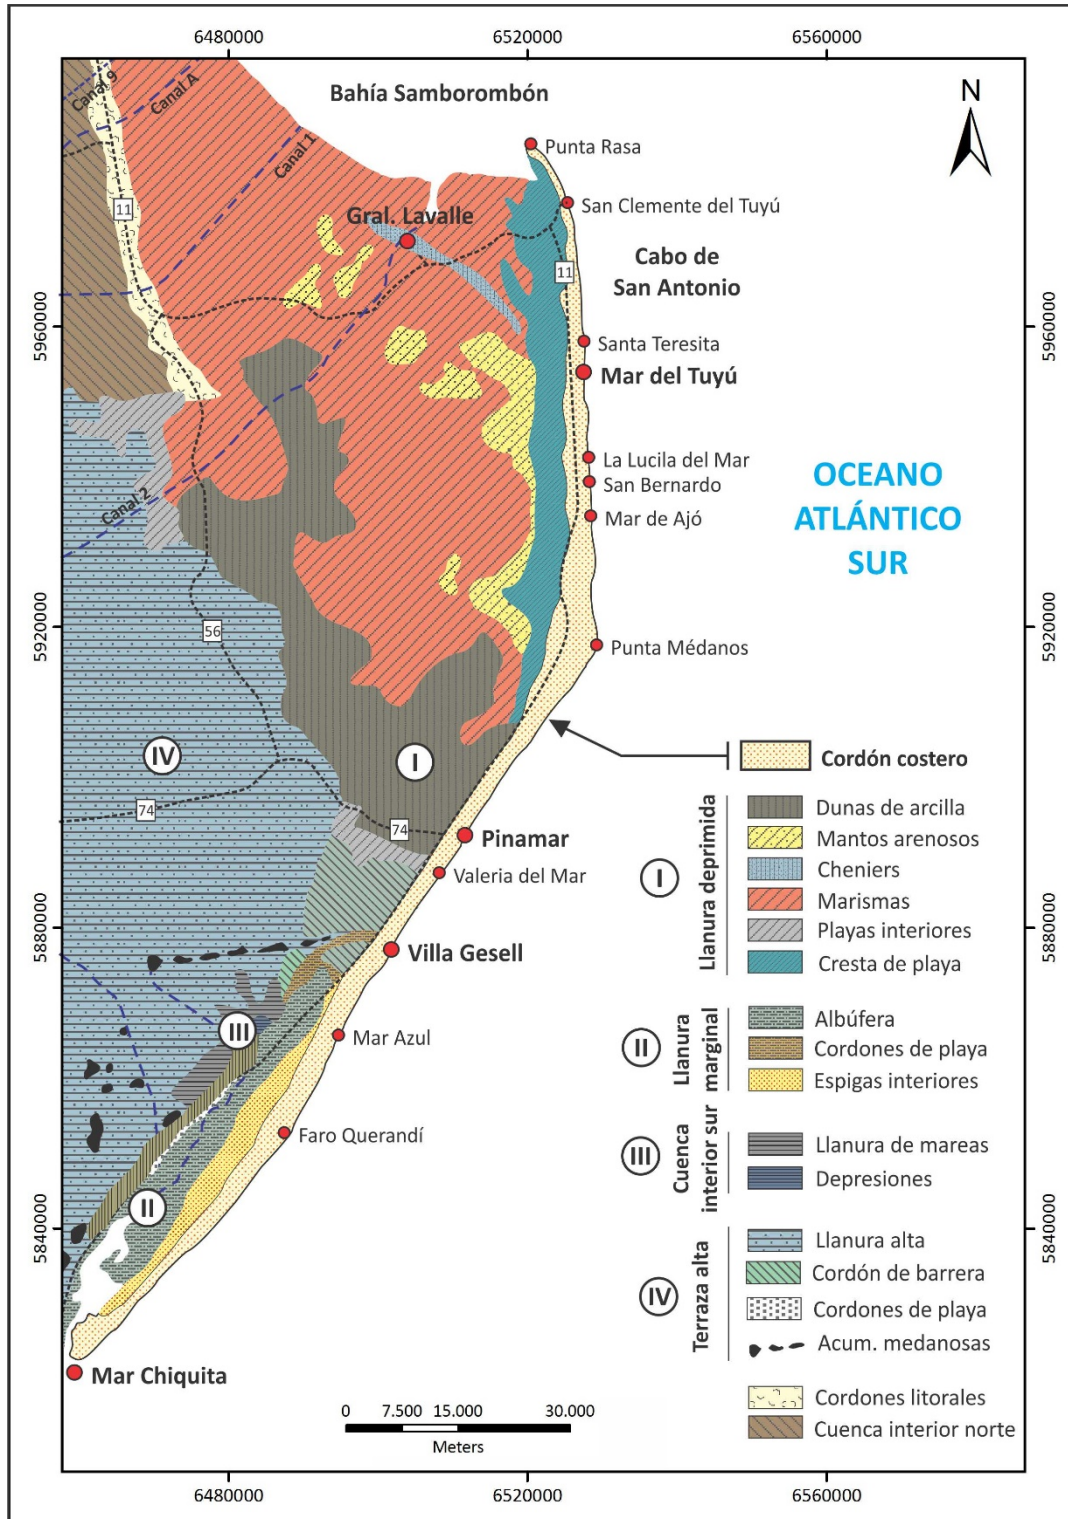 6480000
6520000
6560000
Canal 9
Canal A
Canal 1
Bahía Samborombón
N
Punta Rasa
11
Gral. Lavalle
San Clemente del Tuyú
Cabo de
San Antonio
11
5960000
5960000
Santa Teresita
Mar del Tuyú
La Lucila del Mar
San Bernardo
Mar de Ajó
Canal 2
OCEANO
ATLÁNTICO
SUR
5920000
5920000
56
Punta Médanos
IV
I
Cordón costero
74
74
Pinamar
Valeria del Mar
I
Llanura deprimida
Dunas de arcilla
Mantos arenosos
Cheniers
Marismas
Playas interiores
Cresta de playa
5880000
5880000
Villa Gesell
III
Mar Azul
II
Llanura
marginal
Albúfera
Cordones de playa
Espigas interiores
Faro Querandí
III
Cuenca
interior sur
Llanura de mareas
Depresiones
II
5840000
5840000
IV
Terraza alta
Llanura alta
Cordón de barrera
Cordones de playa
Acum. medanosas
Mar Chiquita
Cordones litorales
Cuenca interior norte
0 7.500 15.000 30.000
Meters
6480000
6520000
6560000